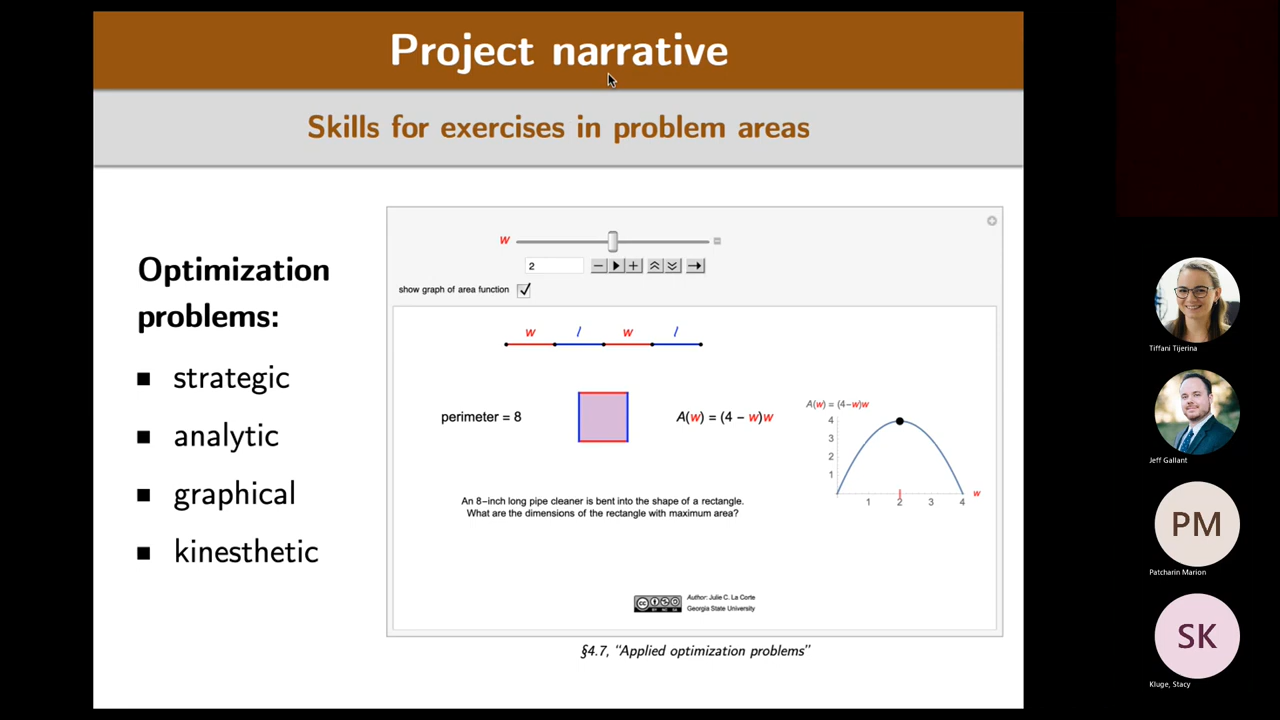 Project narrative
Skills for exercises in problem areas
Optimization
problems:
strategic
analytic
graphical
kinesthetic
w
2
show graph of area function
w l w l
perimeter = 8
A(w) = (4 − w)w
A(w) = (4−w)w
4
3
2
1
1 2 3 4
w
An 8−inch long pipe cleaner is bent into the shape of a rectangle.
What are the dimensions of the rectangle with maximum area?
Author: Julie C. La Corte
Georgia State University
§4.7, “Applied optimization problems”
Tiffani Tijerina
Jeff Gallant
PM
Patcharin Marion
SK
Kluge, Stacy